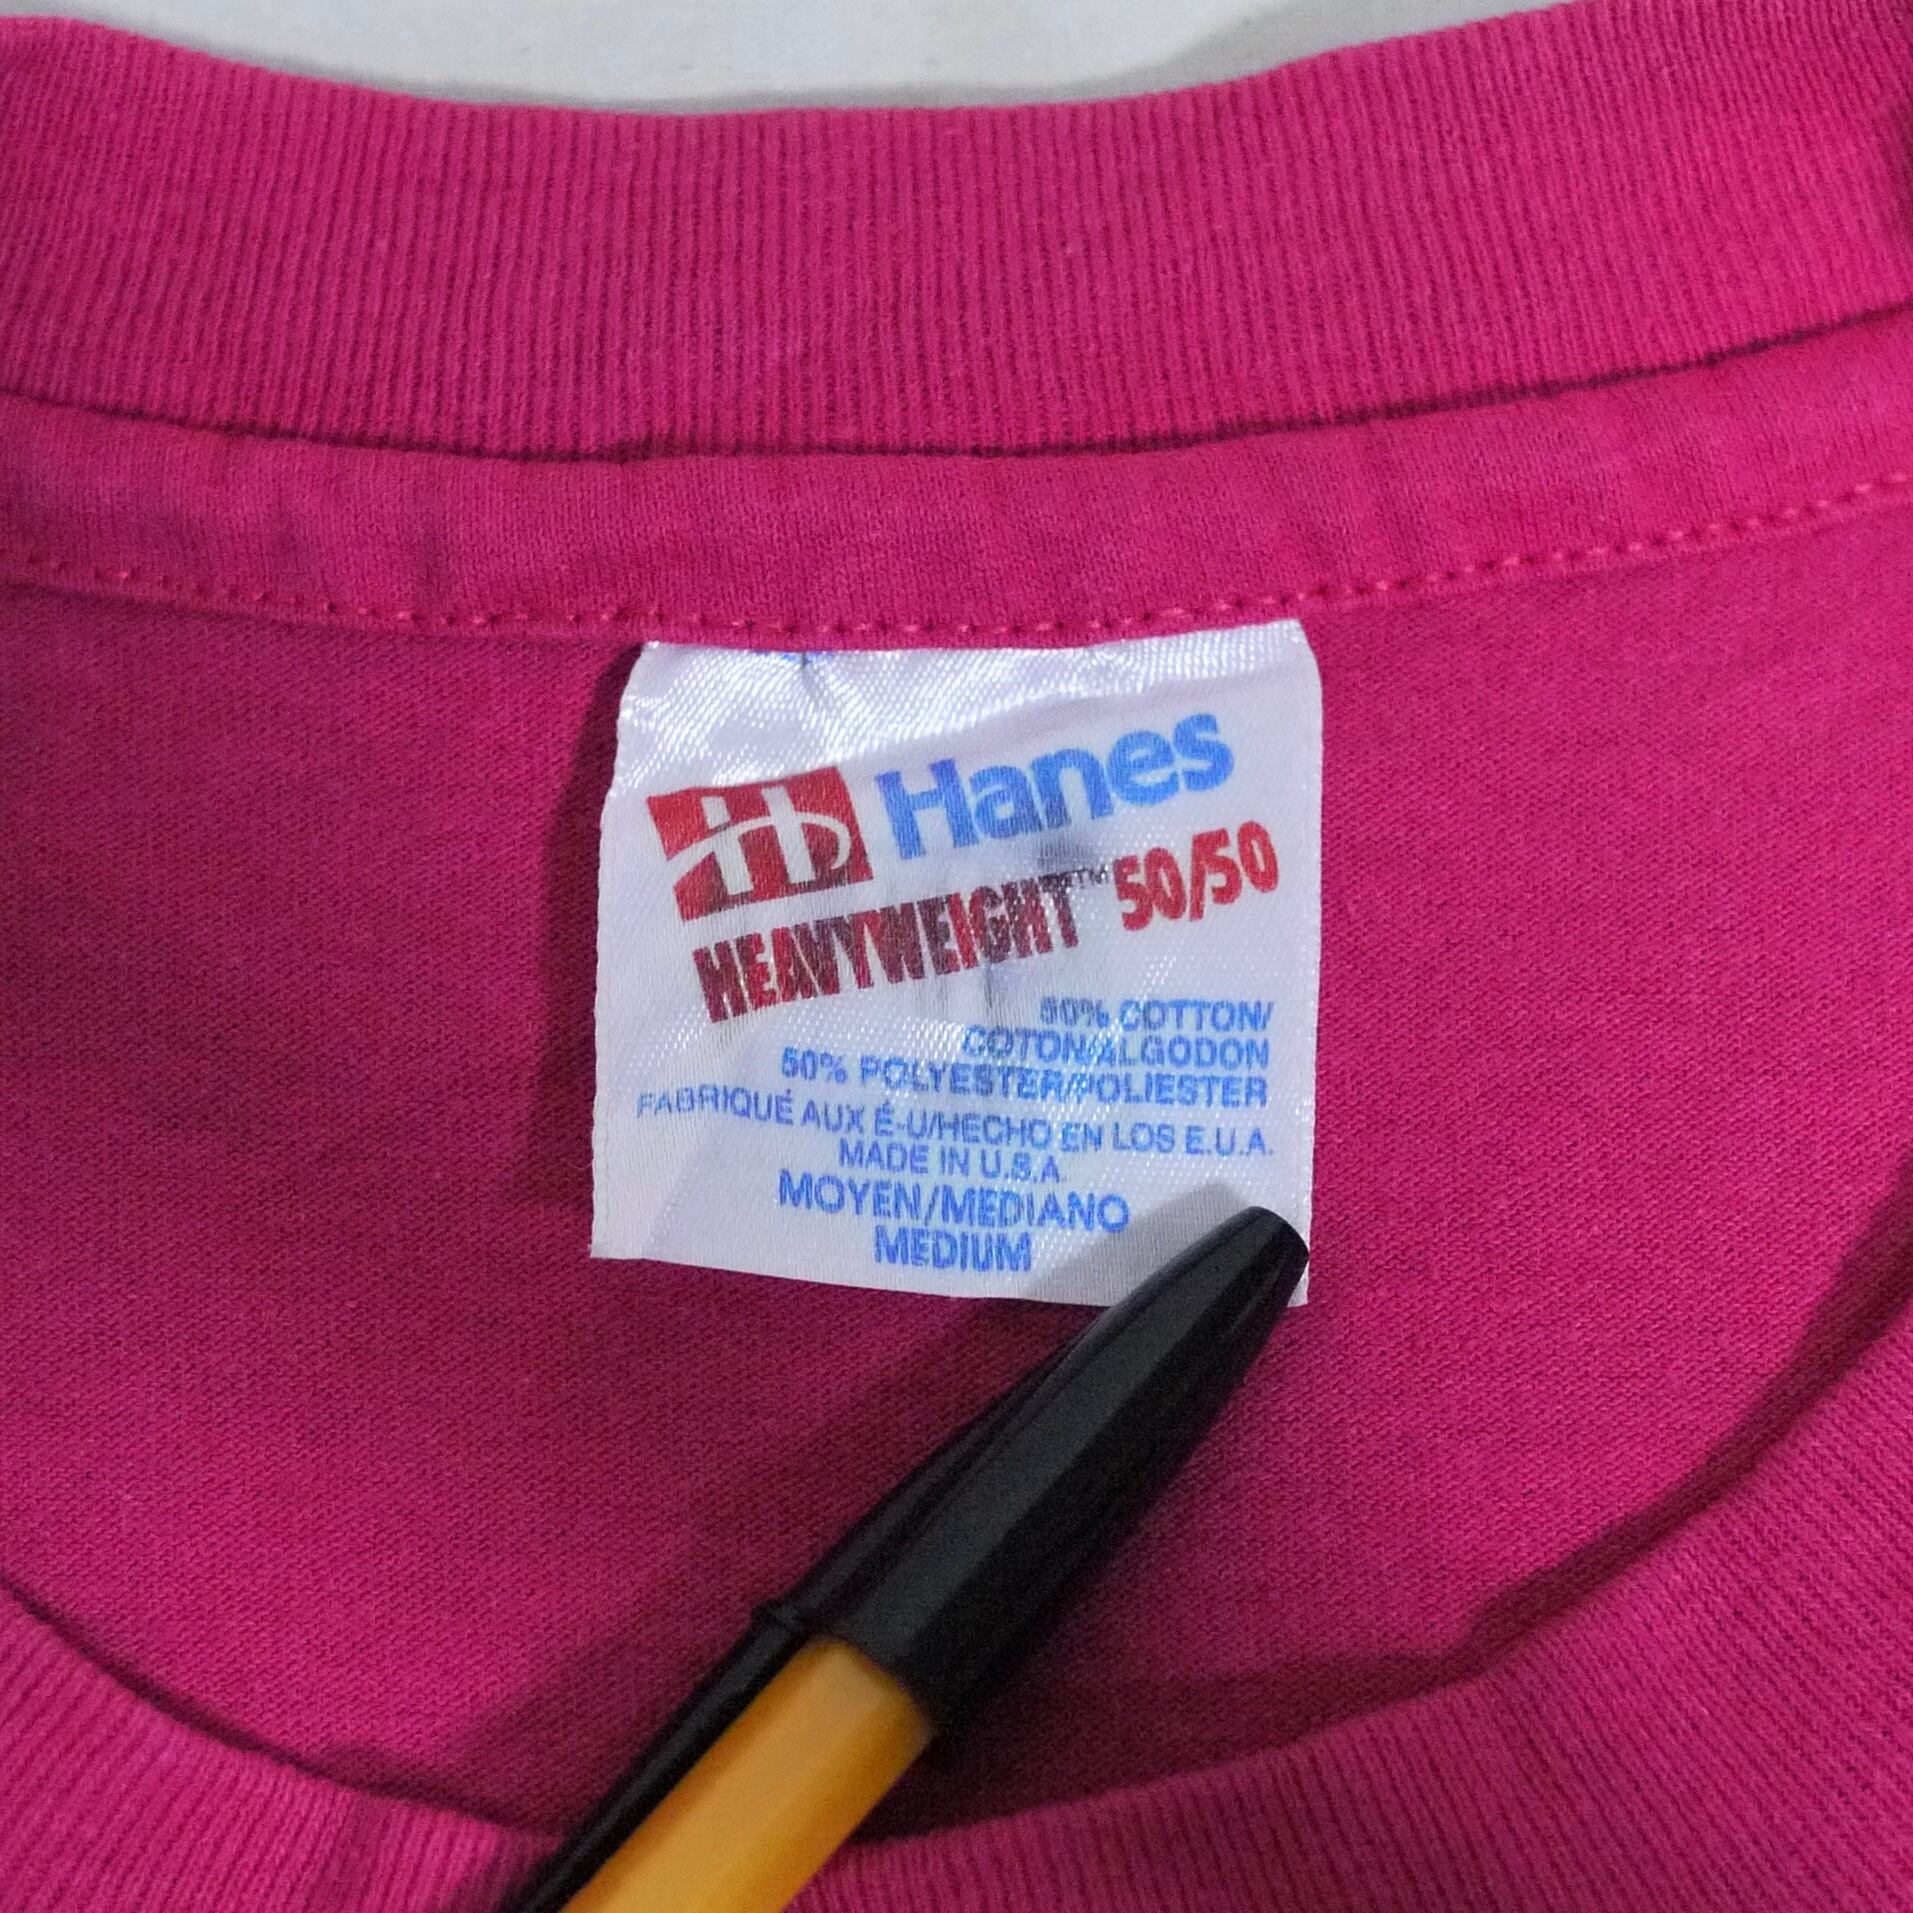 Hanes
HEAVYWEIGHT™ 50/50
50% COTTON/
COTON/ALGODON
50% POLYESTER/POLIESTER
FABRIQUÉ AUX É-U/HECHO EN LOS E.U.A.
MADE IN U.S.A.
MOYEN/MEDIANO
MEDIUM